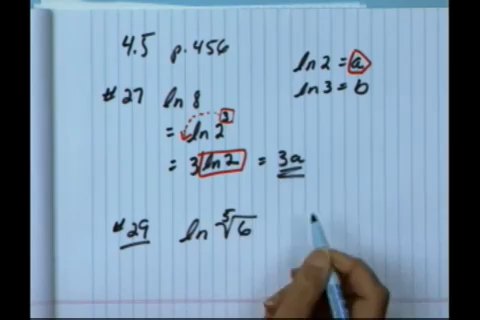 4.5 p.456
ln 2 = a
ln 3 = b
#27 ln 8
= ln 2³
= 3 ln 2 = 3a
#29 ln ⁵√6